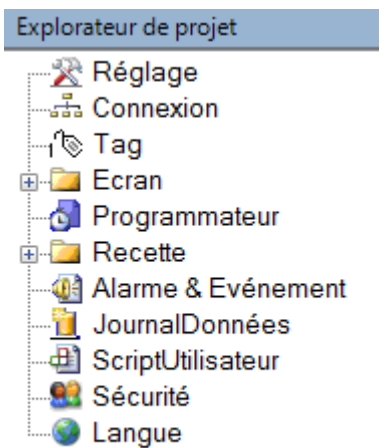 Explorateur de projet
Réglage
Connexion
Tag
Ecran
Programmateur
Recette
Alarme & Evénement
JournalDonnées
ScriptUtilisateur
Sécurité
Langue